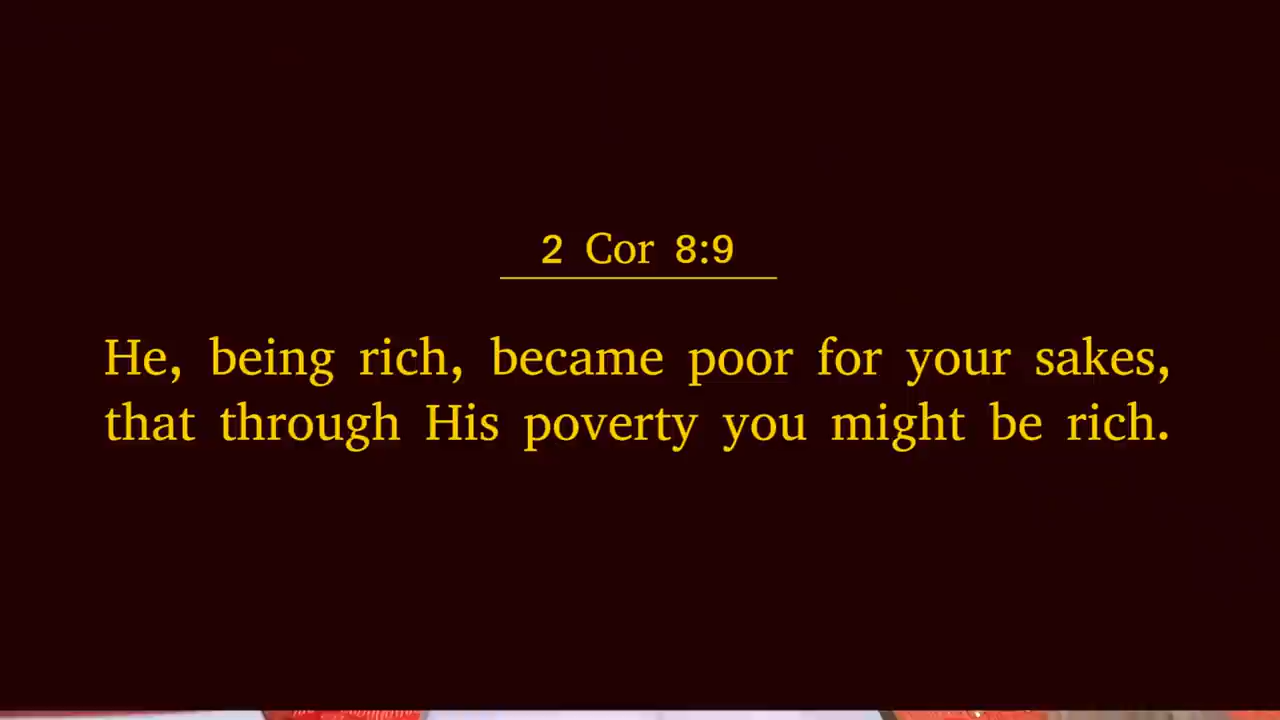 2 Cor 8:9
He, being rich, became poor for your sakes,
that through His poverty you might be rich.